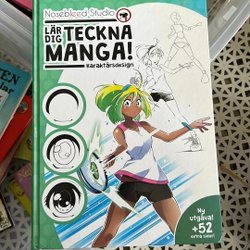 Nosebleed Studio
LÄR DIG TECKNA
MANGA!
Karaktärsdesign
Ny
utgåva!
+52
extra sidor!